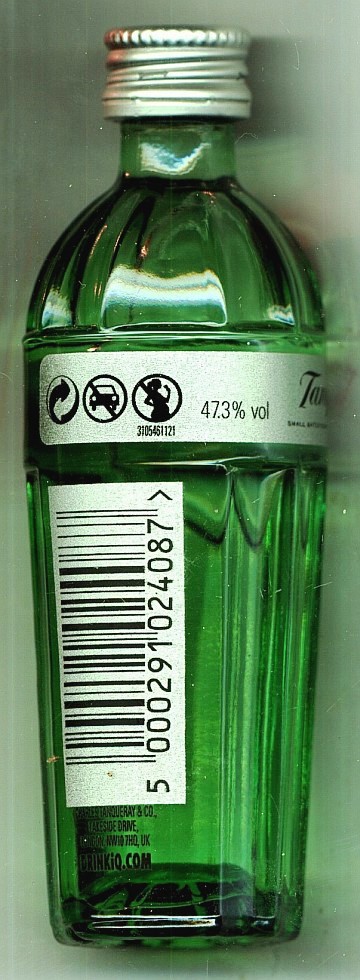 47.3% vol
3105461121
5 000291 024087 >
TANQUERAY & CO.,
LAKESIDE DRIVE,
LONDON, NW10 7HQ, UK
DRINKiQ.COM